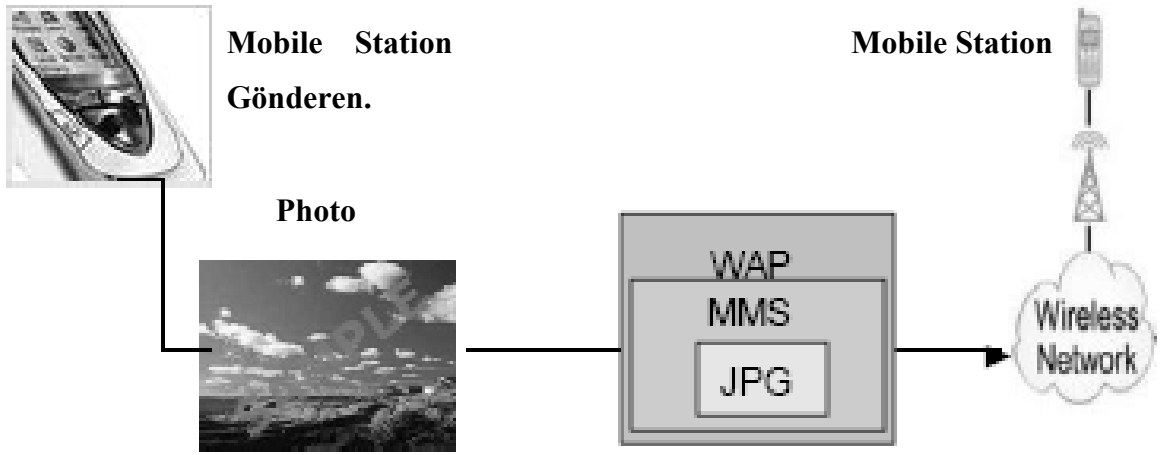 Mobile Station
Gönderen.
Mobile Station
Photo
WAP
MMS
JPG
Wireless
Network